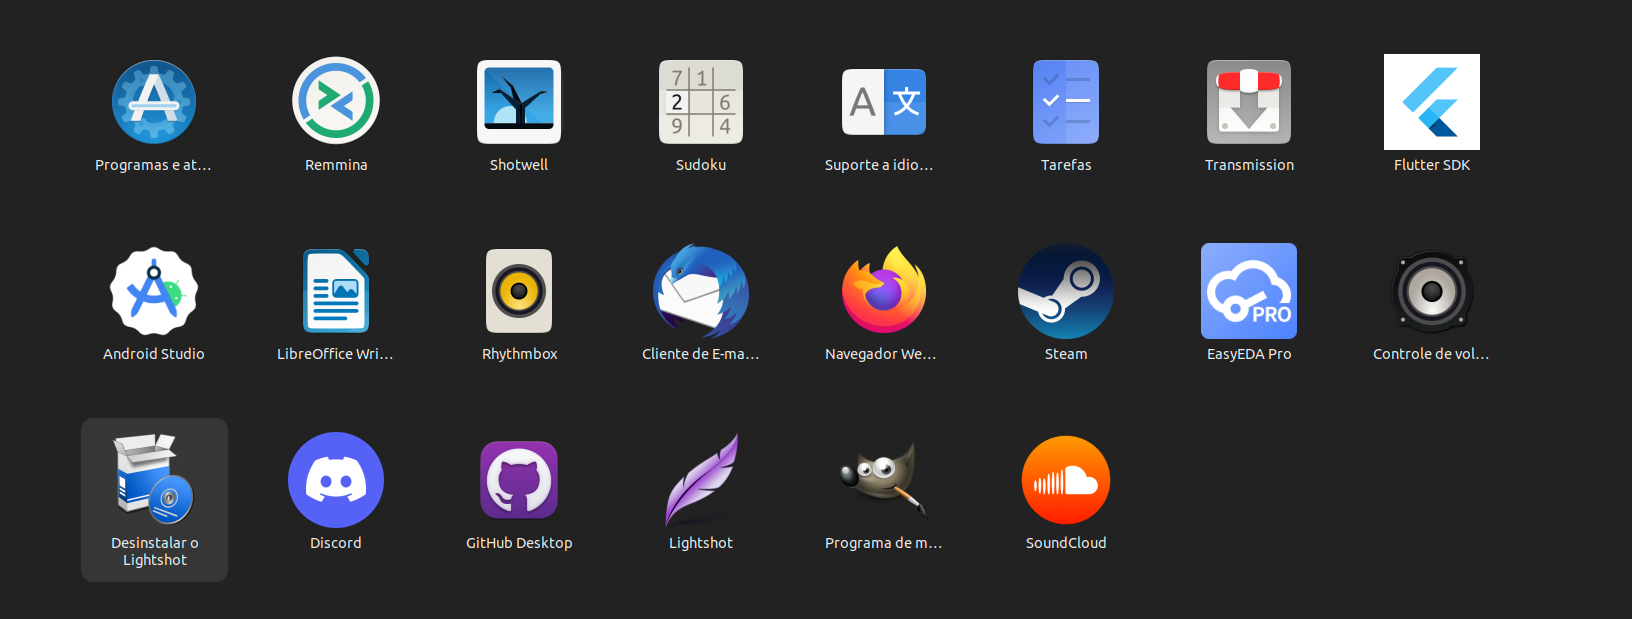 7 1
2 6
9 4
A 文
PRO
Programas e at...
Remmina
Shotwell
Sudoku
Suporte a idio...
Tarefas
Transmission
Flutter SDK
Android Studio
LibreOffice Wri...
Rhythmbox
Cliente de E-ma...
Navegador We...
Steam
EasyEDA Pro
Controle de vol...
Desinstalar o
Lightshot
Discord
GitHub Desktop
Lightshot
Programa de m...
SoundCloud